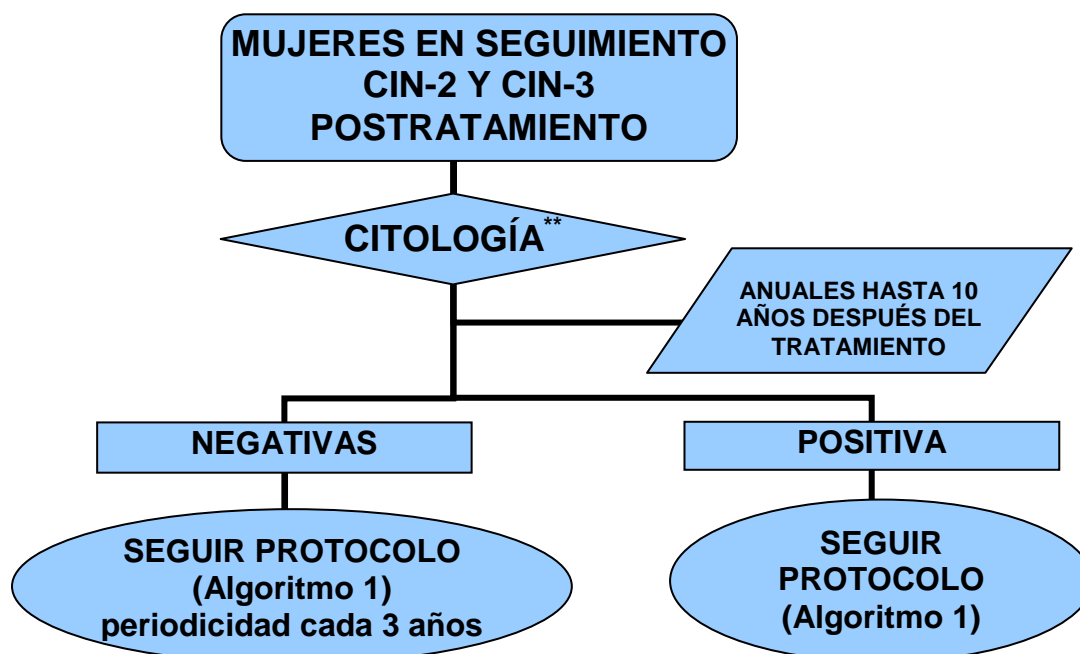 MUJERES EN SEGUIMIENTO
CIN-2 Y CIN-3
POSTRATAMIENTO
CITOLOGÍA**
ANUALES HASTA 10
AÑOS DESPUÉS DEL
TRATAMIENTO
NEGATIVAS
POSITIVA
SEGUIR PROTOCOLO
(Algoritmo 1)
periodicidad cada 3 años
SEGUIR
PROTOCOLO
(Algoritmo 1)